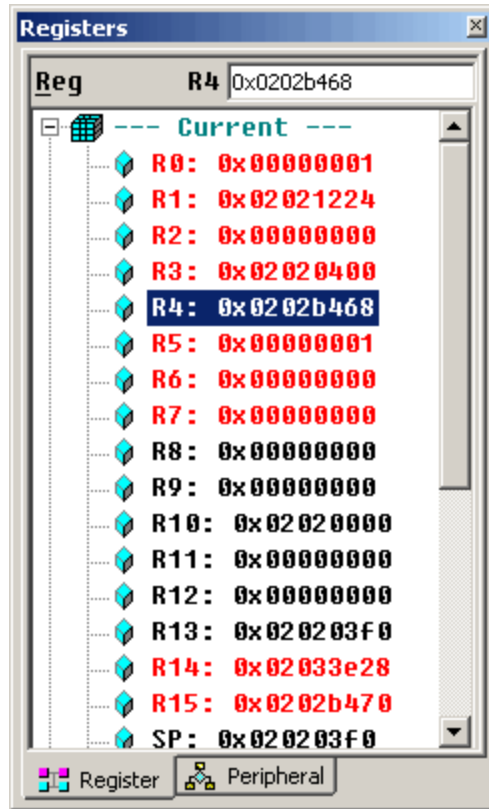 Registers
Reg R4 0x0202b468
--- Current ---
R0: 0x00000001
R1: 0x02021224
R2: 0x00000000
R3: 0x02020400
R4: 0x0202b468
R5: 0x00000001
R6: 0x00000000
R7: 0x00000000
R8: 0x00000000
R9: 0x00000000
R10: 0x02020000
R11: 0x00000000
R12: 0x00000000
R13: 0x020203f0
R14: 0x02033e28
R15: 0x0202b470
SP: 0x020203f0
Register Peripheral